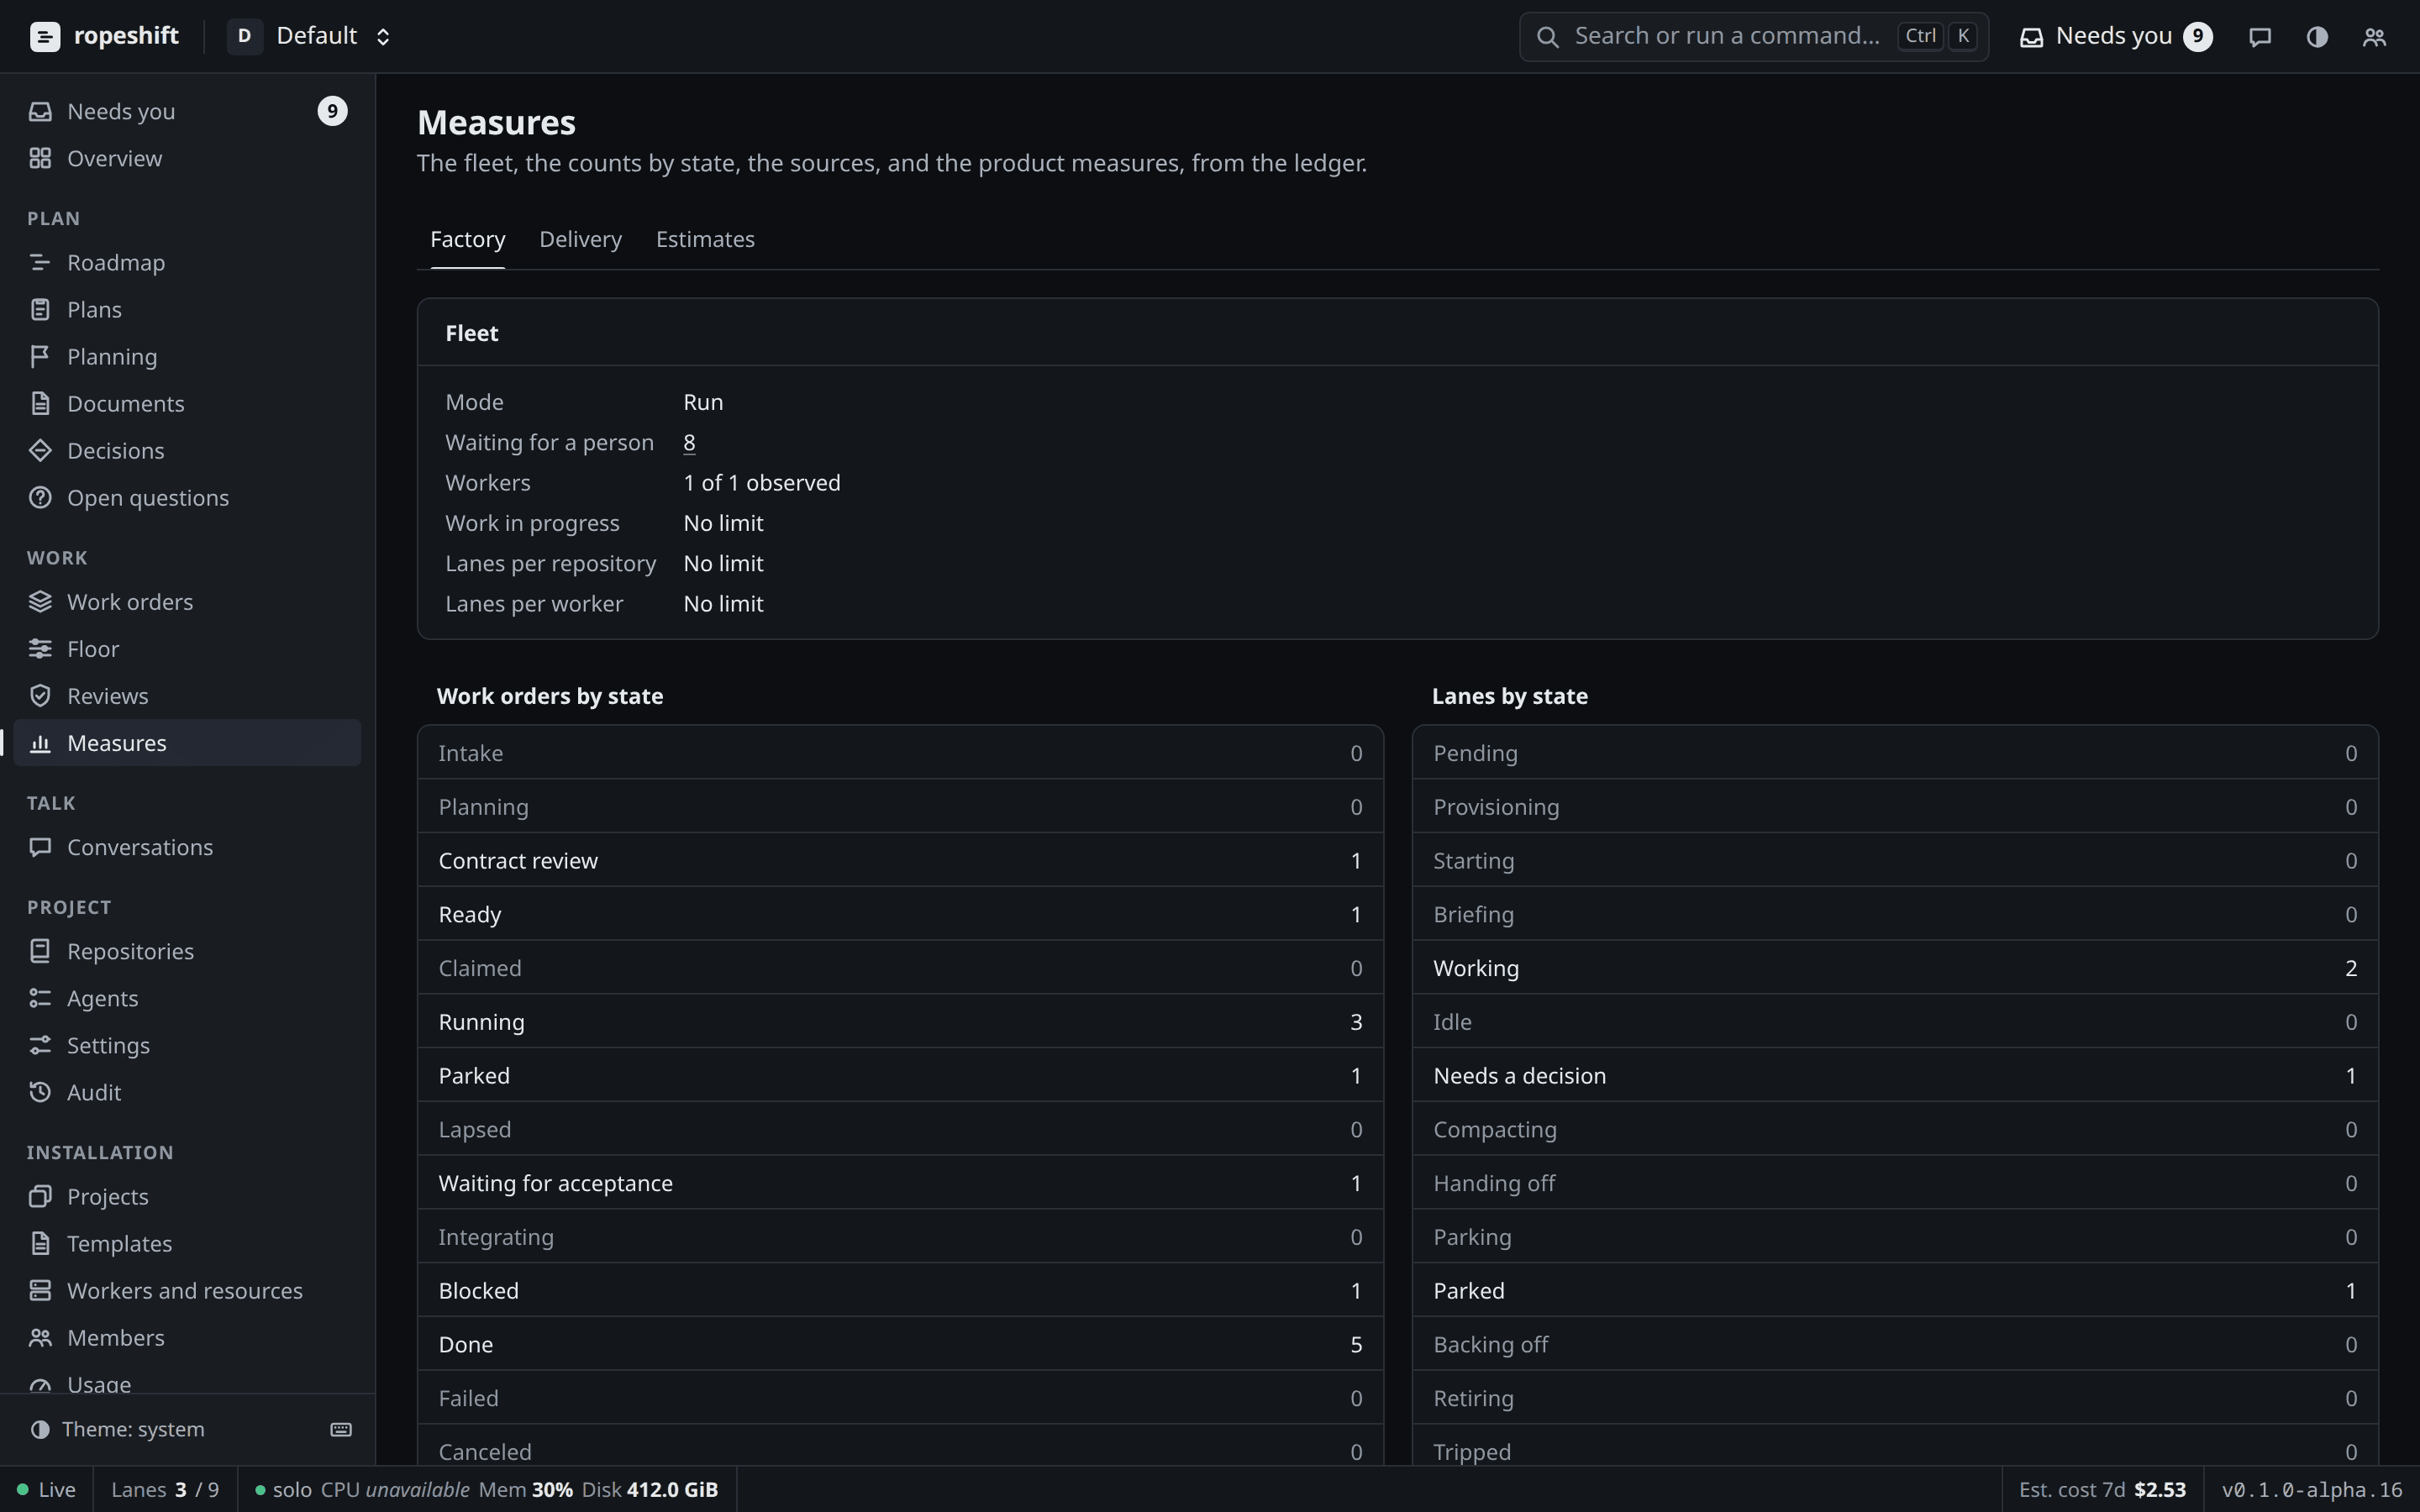 ropeshift
D Default
Search or run a command... Ctrl K
Needs you 9
Needs you 9
Overview
PLAN
Roadmap
Plans
Planning
Documents
Decisions
Open questions
WORK
Work orders
Floor
Reviews
Measures
TALK
Conversations
PROJECT
Repositories
Agents
Settings
Audit
INSTALLATION
Projects
Templates
Workers and resources
Members
Usage
Theme: system
Measures
The fleet, the counts by state, the sources, and the product measures, from the ledger.
Factory Delivery Estimates
Fleet
Mode Run
Waiting for a person 8
Workers 1 of 1 observed
Work in progress No limit
Lanes per repository No limit
Lanes per worker No limit
Work orders by state
Intake 0
Planning 0
Contract review 1
Ready 1
Claimed 0
Running 3
Parked 1
Lapsed 0
Waiting for acceptance 1
Integrating 0
Blocked 1
Done 5
Failed 0
Canceled 0
Lanes by state
Pending 0
Provisioning 0
Starting 0
Briefing 0
Working 2
Idle 0
Needs a decision 1
Compacting 0
Handing off 0
Parking 0
Parked 1
Backing off 0
Retiring 0
Tripped 0
Live
Lanes 3 / 9
solo CPU unavailable Mem 30% Disk 412.0 GiB
Est. cost 7d $2.53
v0.1.0-alpha.16